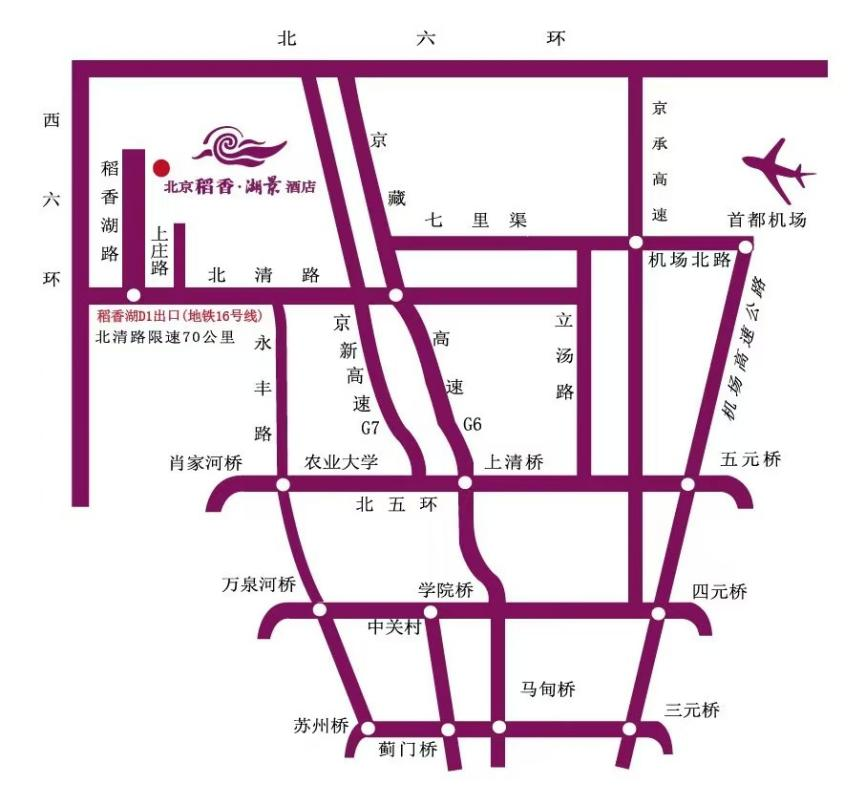 北六环
西六环
京藏
高速
G6
京承高速
稻香湖路
北京稻香·湖景酒店
上庄路
七里渠
首都机场
机场北路
北清路
稻香湖D1出口(地铁16号线)
北清路限速70公里
永丰路
京新高速
G7
立汤路
机场高速公路
肖家河桥
农业大学
上清桥
五元桥
北五环
万泉河桥
学院桥
四元桥
中关村
马甸桥
三元桥
苏州桥
蓟门桥